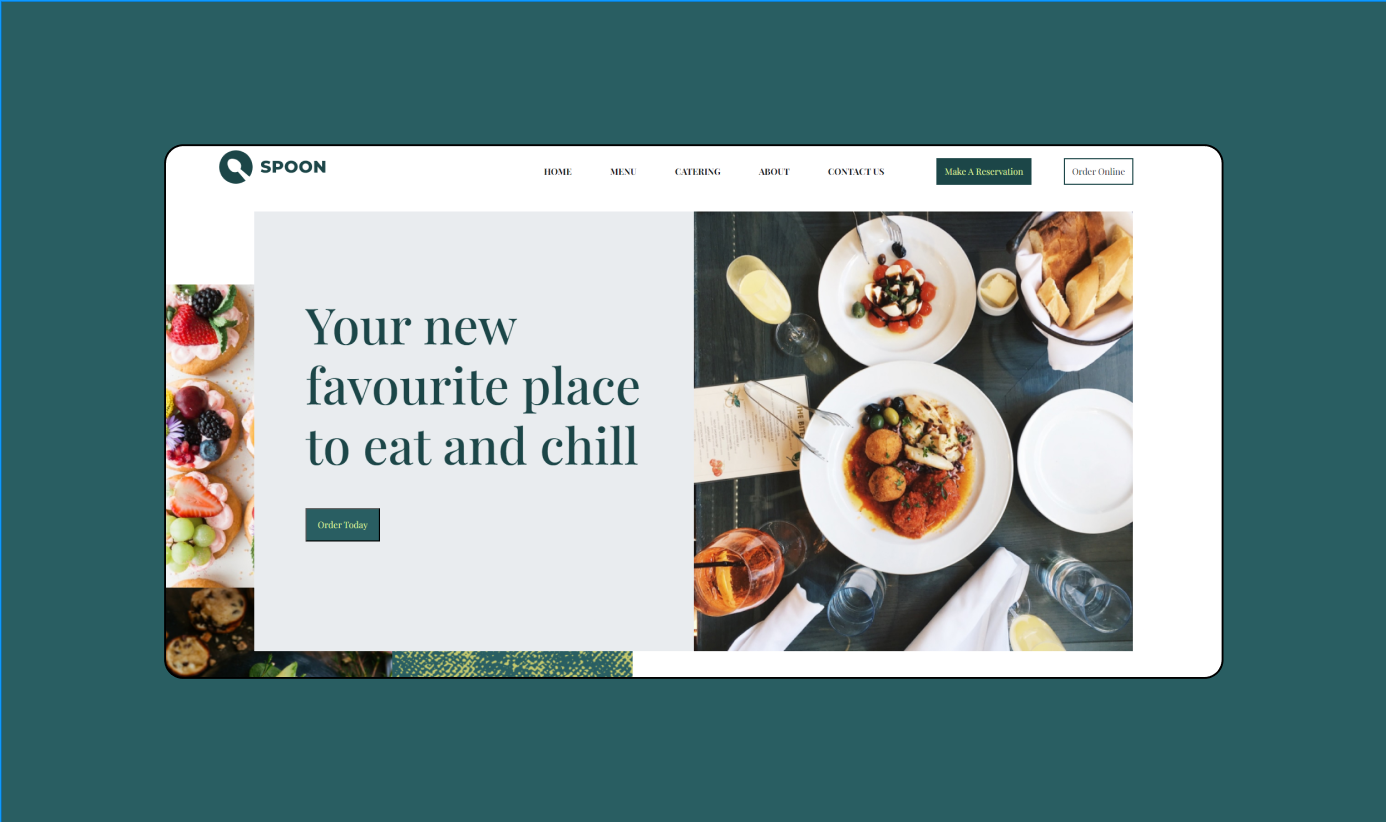 SPOON
HOME MENU CATERING ABOUT CONTACT US Make A Reservation Order Online
Your new
favourite place
to eat and chill
Order Today